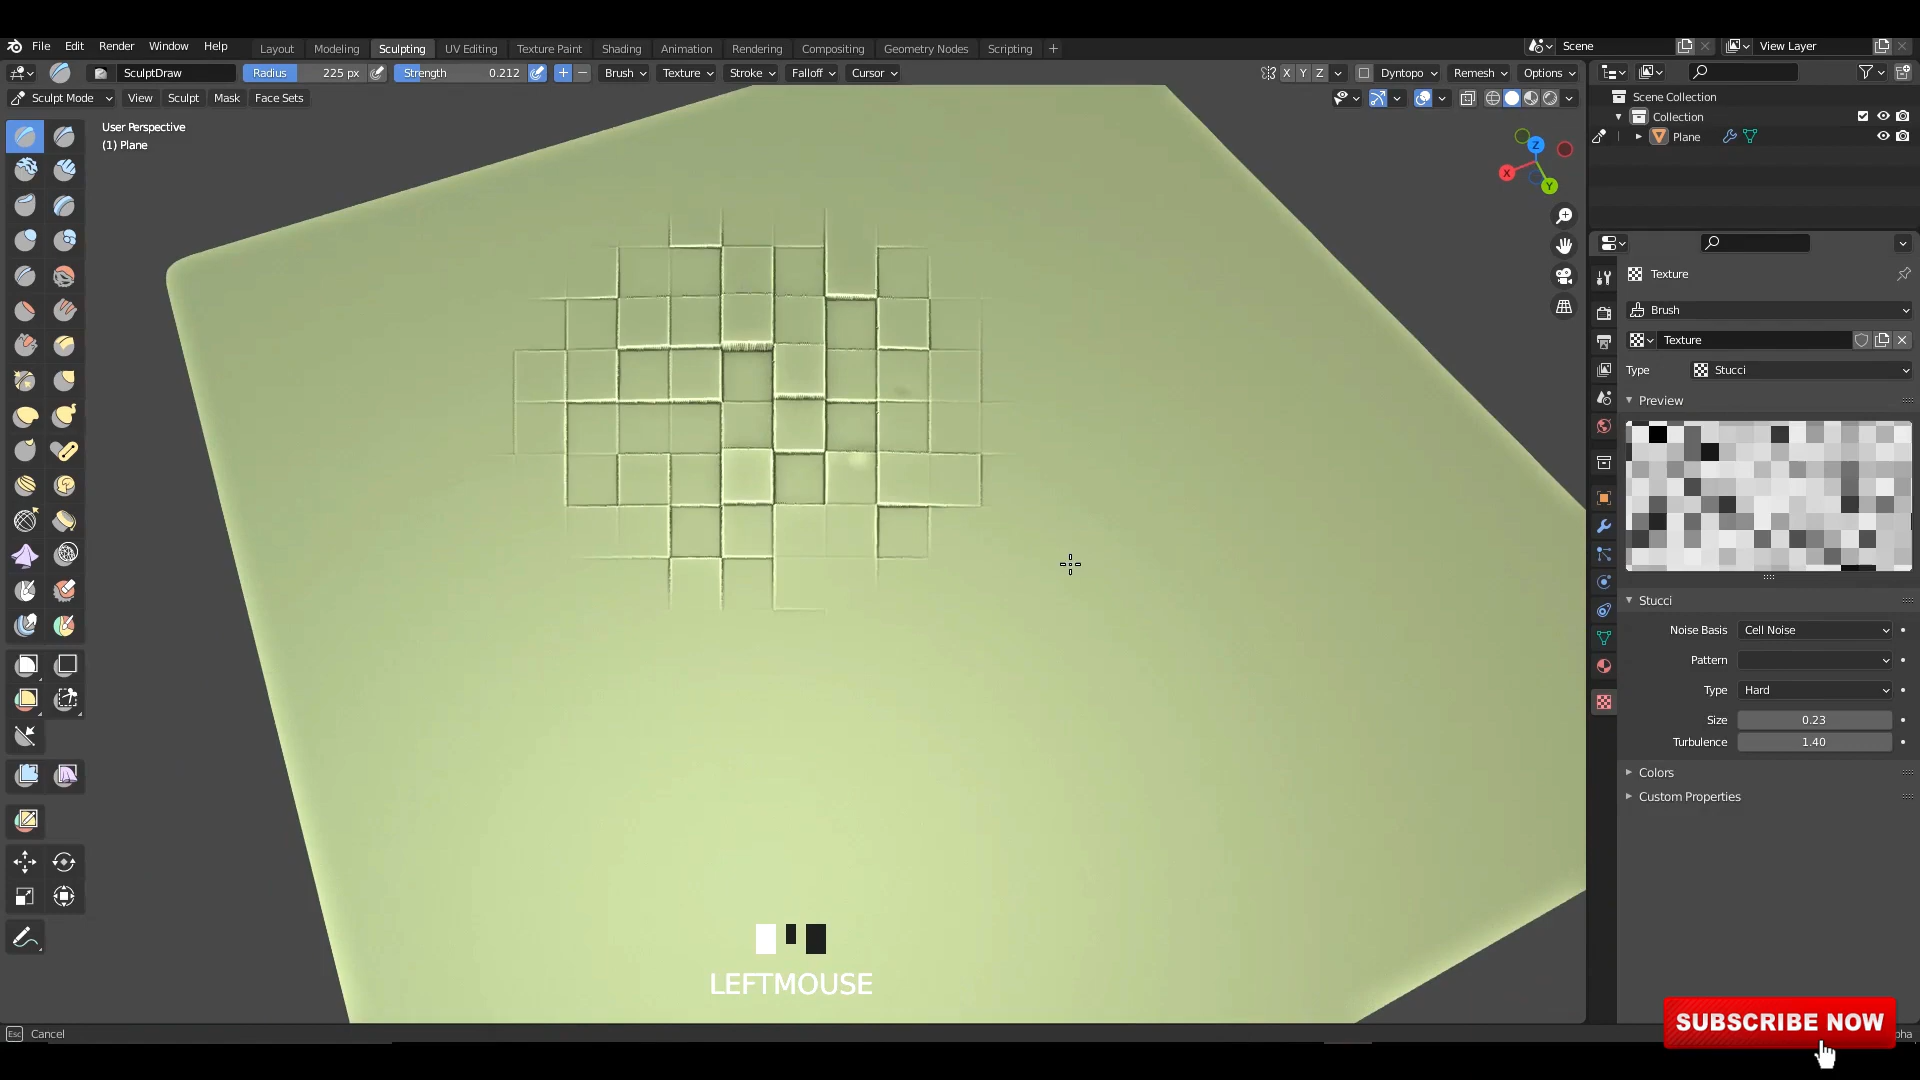 File Edit Render Window Help Layout Modeling Sculpting UV Editing Texture Paint Shading Animation Rendering Compositing Geometry Nodes Scripting + Scene View Layer
SculptDraw Radius 225 px Strength 0.212 Brush Texture Stroke Falloff Cursor X Y Z Dyntopo Remesh Options
Sculpt Mode View Sculpt Mask Face Sets
User Perspective
(1) Plane
Z
X
Y
Scene Collection
Collection
Plane
Texture
Brush
Texture
Type Stucci
Preview
Stucci
Noise Basis Cell Noise
Pattern
Type Hard
Size 0.23
Turbulence 1.40
Colors
Custom Properties
LEFTMOUSE
SUBSCRIBE NOW
Esc Cancel